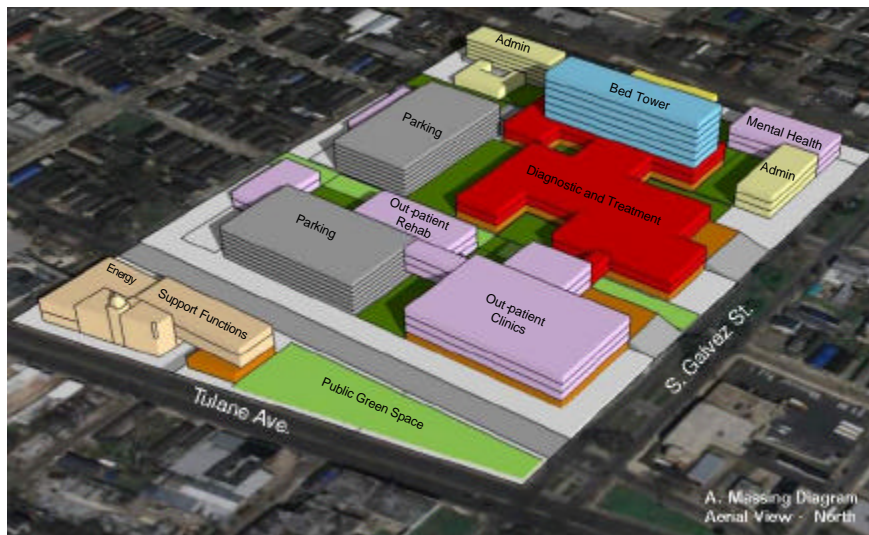 Admin
Bed Tower
Parking
Mental Health
Admin
Diagnostic and Treatment
Out-patient
Rehab
Parking
Energy
Support Functions
Out-patient
Clinics
Public Green Space
S. Galvez St.
Tulane Ave.
A. Massing Diagram
Aerial View - North